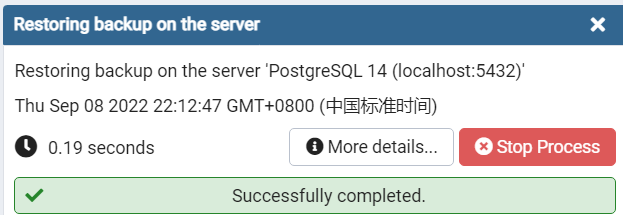 Restoring backup on the server
Restoring backup on the server 'PostgreSQL 14 (localhost:5432)'
Thu Sep 08 2022 22:12:47 GMT+0800 (中国标准时间)
0.19 seconds More details... Stop Process
Successfully completed.